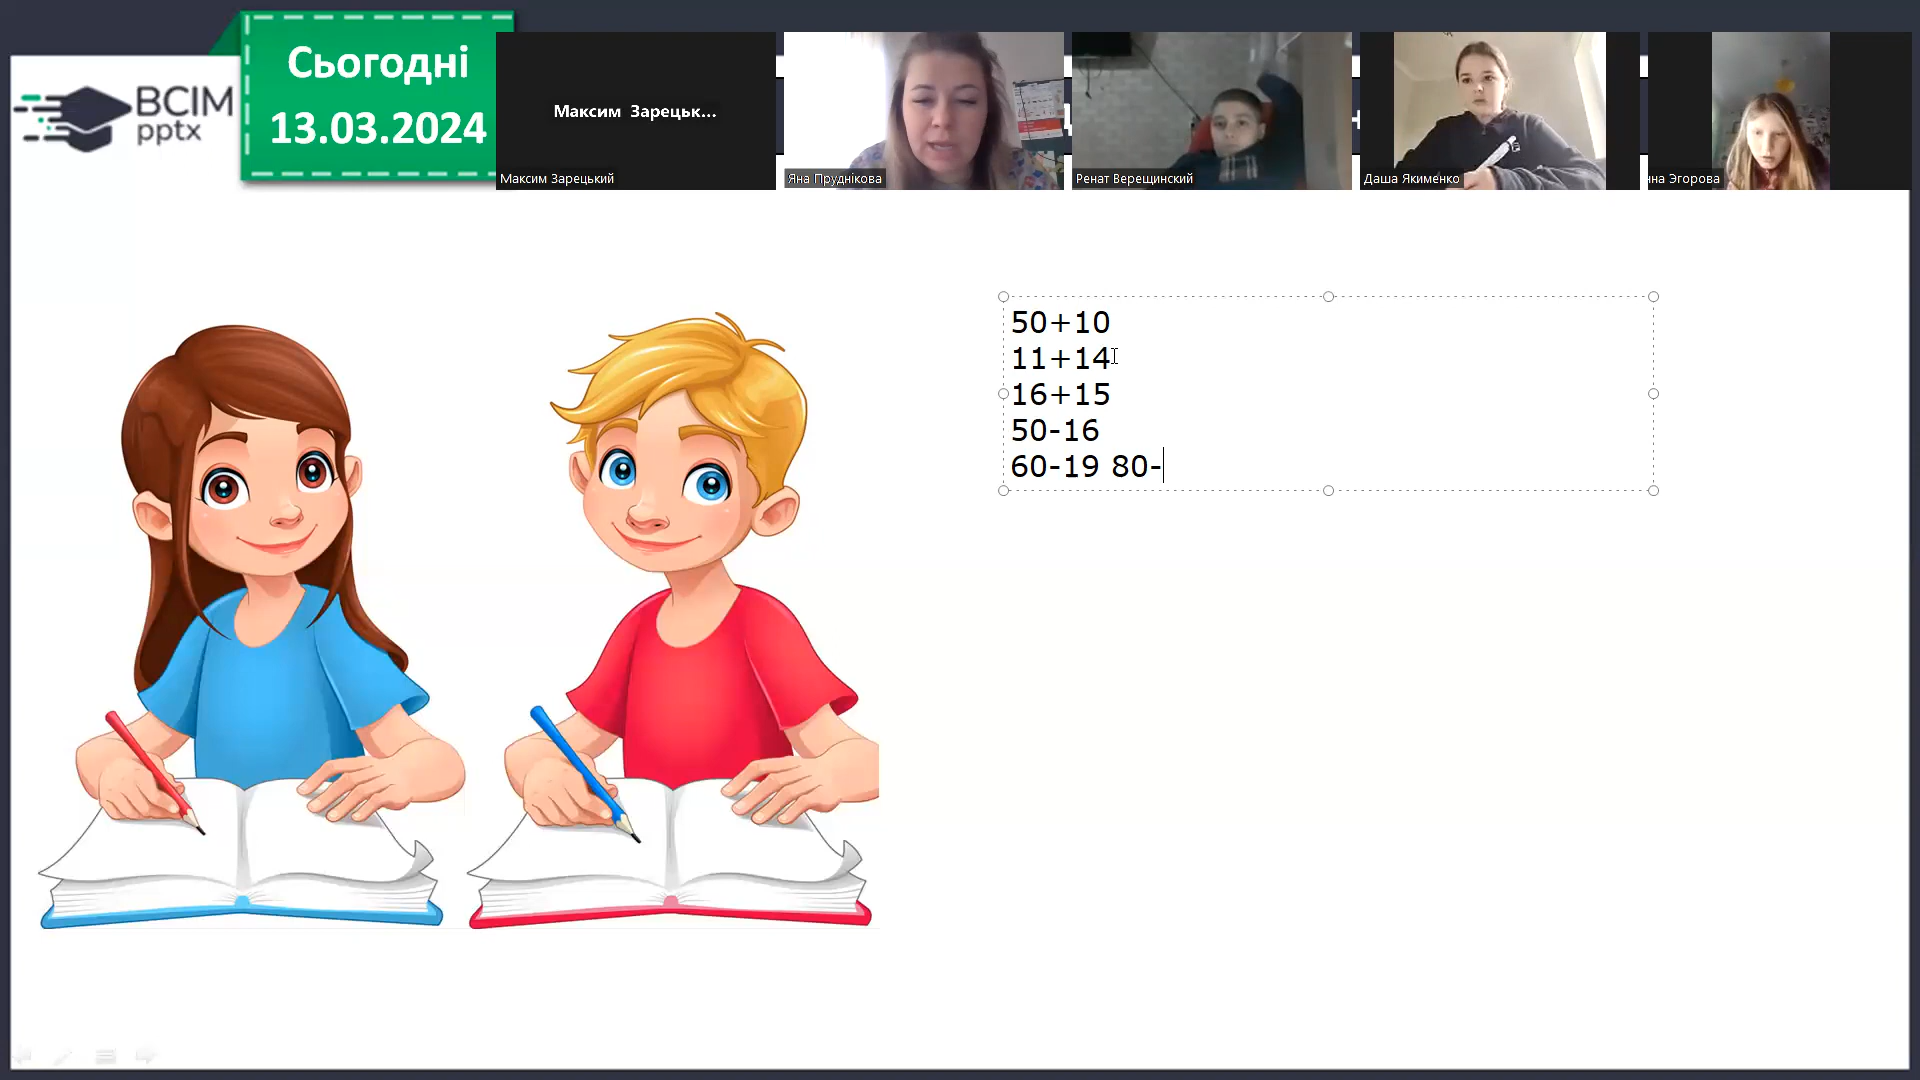 Сьогодні
13.03.2024
ВСІМ
pptx
Максим Зарецьк...
Максим Зарецький
Яна Пруднікова
Ренат Верещинский
Даша Якименко
нна Эгорова
50+10
11+14
16+15
50-16
60-19 80-